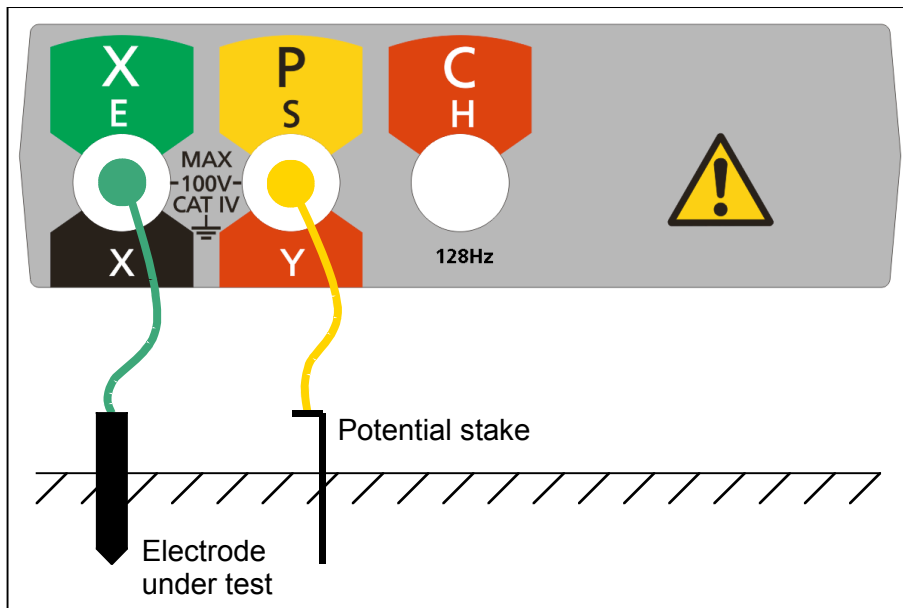 X
E
P
S
C
H
MAX
100V
CAT IV
X
Y
128Hz
Potential stake
Electrode
under test